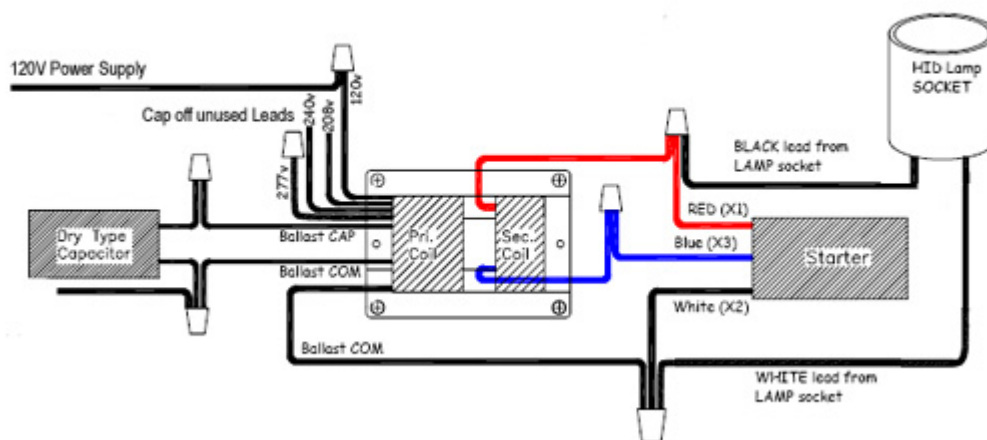 120V Power Supply
Cap off unused Leads
120v
208v
240v
277v
HID Lamp
SOCKET
BLACK lead from
LAMP socket
RED (X1)
Blue (X3)
White (X2)
Starter
Dry Type
Capacitor
Ballast CAP
Ballast COM
Pri.
Coil
Sec.
Coil
Ballast COM
WHITE lead from
LAMP socket